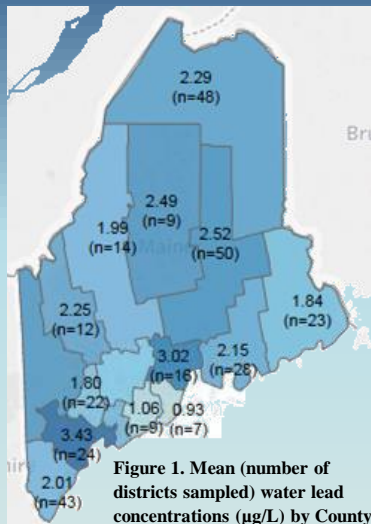 2.29
(n=48)
Bru
2.49
(n=9)
1.99
(n=14)
Maine
2.52
(n=50)
2.25
(n=12)
1.84
(n=23)
3.02
(n=16)
2.15
(n=28)
1.80
(n=22)
1.06
(n=9)
0.93
(n=7)
3.43
(n=24)
2.01
(n=43)
Figure 1. Mean (number of
districts sampled) water lead
concentrations (µg/L) by County